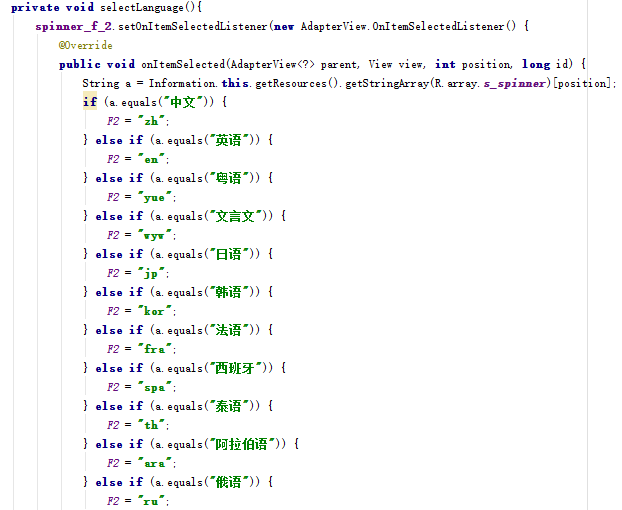 private void selectLanguage(){
spinner_f_2.setOnItemSelectedListener(new AdapterView.OnItemSelectedListener() {
@Override
public void onItemSelected(AdapterView<?> parent, View view, int position, long id) {
String a = Information.this.getResources().getStringArray(R.array.s_spinner)[position];
if (a.equals("中文")) {
F2 = "zh";
} else if (a.equals("英语")) {
F2 = "en";
} else if (a.equals("粤语")) {
F2 = "yue";
} else if (a.equals("文言文")) {
F2 = "wyw";
} else if (a.equals("日语")) {
F2 = "jp";
} else if (a.equals("韩语")) {
F2 = "kor";
} else if (a.equals("法语")) {
F2 = "fra";
} else if (a.equals("西班牙")) {
F2 = "spa";
} else if (a.equals("泰语")) {
F2 = "th";
} else if (a.equals("阿拉伯语")) {
F2 = "ara";
} else if (a.equals("俄语")) {
F2 = "ru";